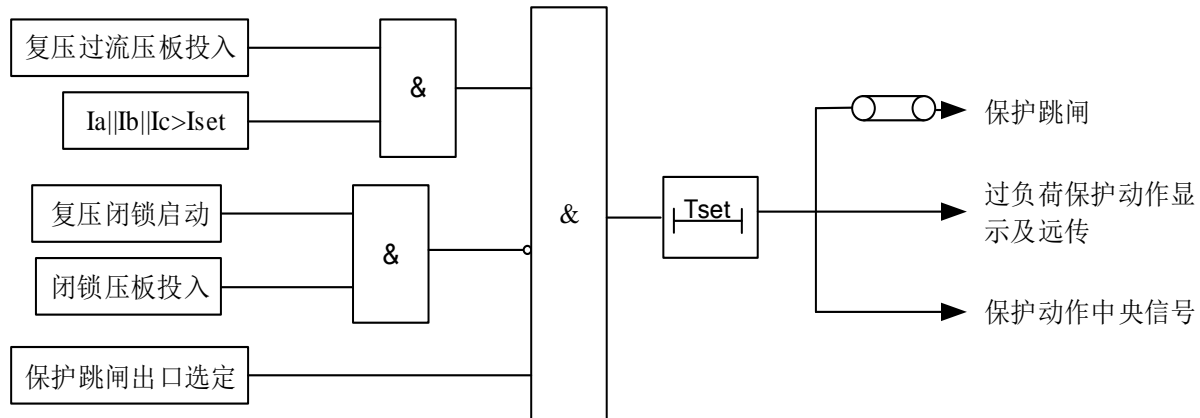 复压过流压板投入
Ia||Ib||Ic>Iset
&
复压闭锁启动
闭锁压板投入
&
保护跳闸出口选定
&
Tset
保护跳闸
过负荷保护动作显
示及远传
保护动作中央信号